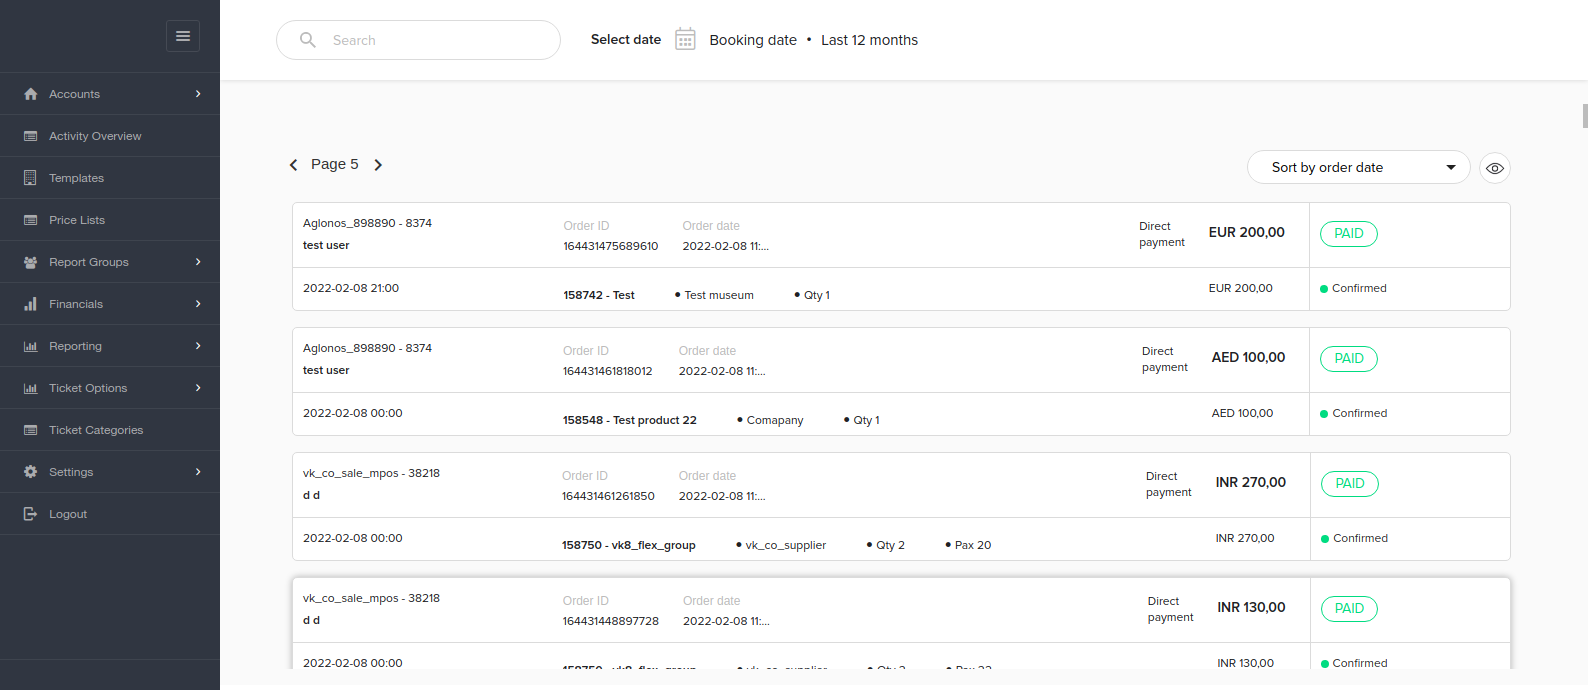 Search
Select date Booking date • Last 12 months
Accounts
Activity Overview
Templates
Price Lists
Report Groups
Financials
Reporting
Ticket Options
Ticket Categories
Settings
Logout
Page 5
Sort by order date
Aglonos_898890 - 8374 Order ID Order date Direct payment EUR 200,00 PAID
test user 164431475689610 2022-02-08 11:...
2022-02-08 21:00 158742 - Test • Test museum • Qty 1 EUR 200,00 Confirmed
Aglonos_898890 - 8374 Order ID Order date Direct payment AED 100,00 PAID
test user 164431461818012 2022-02-08 11:...
2022-02-08 00:00 158548 - Test product 22 • Comapany • Qty 1 AED 100,00 Confirmed
vk_co_sale_mpos - 38218 Order ID Order date Direct payment INR 270,00 PAID
d d 164431461261850 2022-02-08 11:...
2022-02-08 00:00 158750 - vk8_flex_group • vk_co_supplier • Qty 2 • Pax 20 INR 270,00 Confirmed
vk_co_sale_mpos - 38218 Order ID Order date Direct payment INR 130,00 PAID
d d 164431448897728 2022-02-08 11:...
2022-02-08 00:00 158750 - vk8_flex_group • vk_co_supplier • Qty INR 130,00 Confirmed